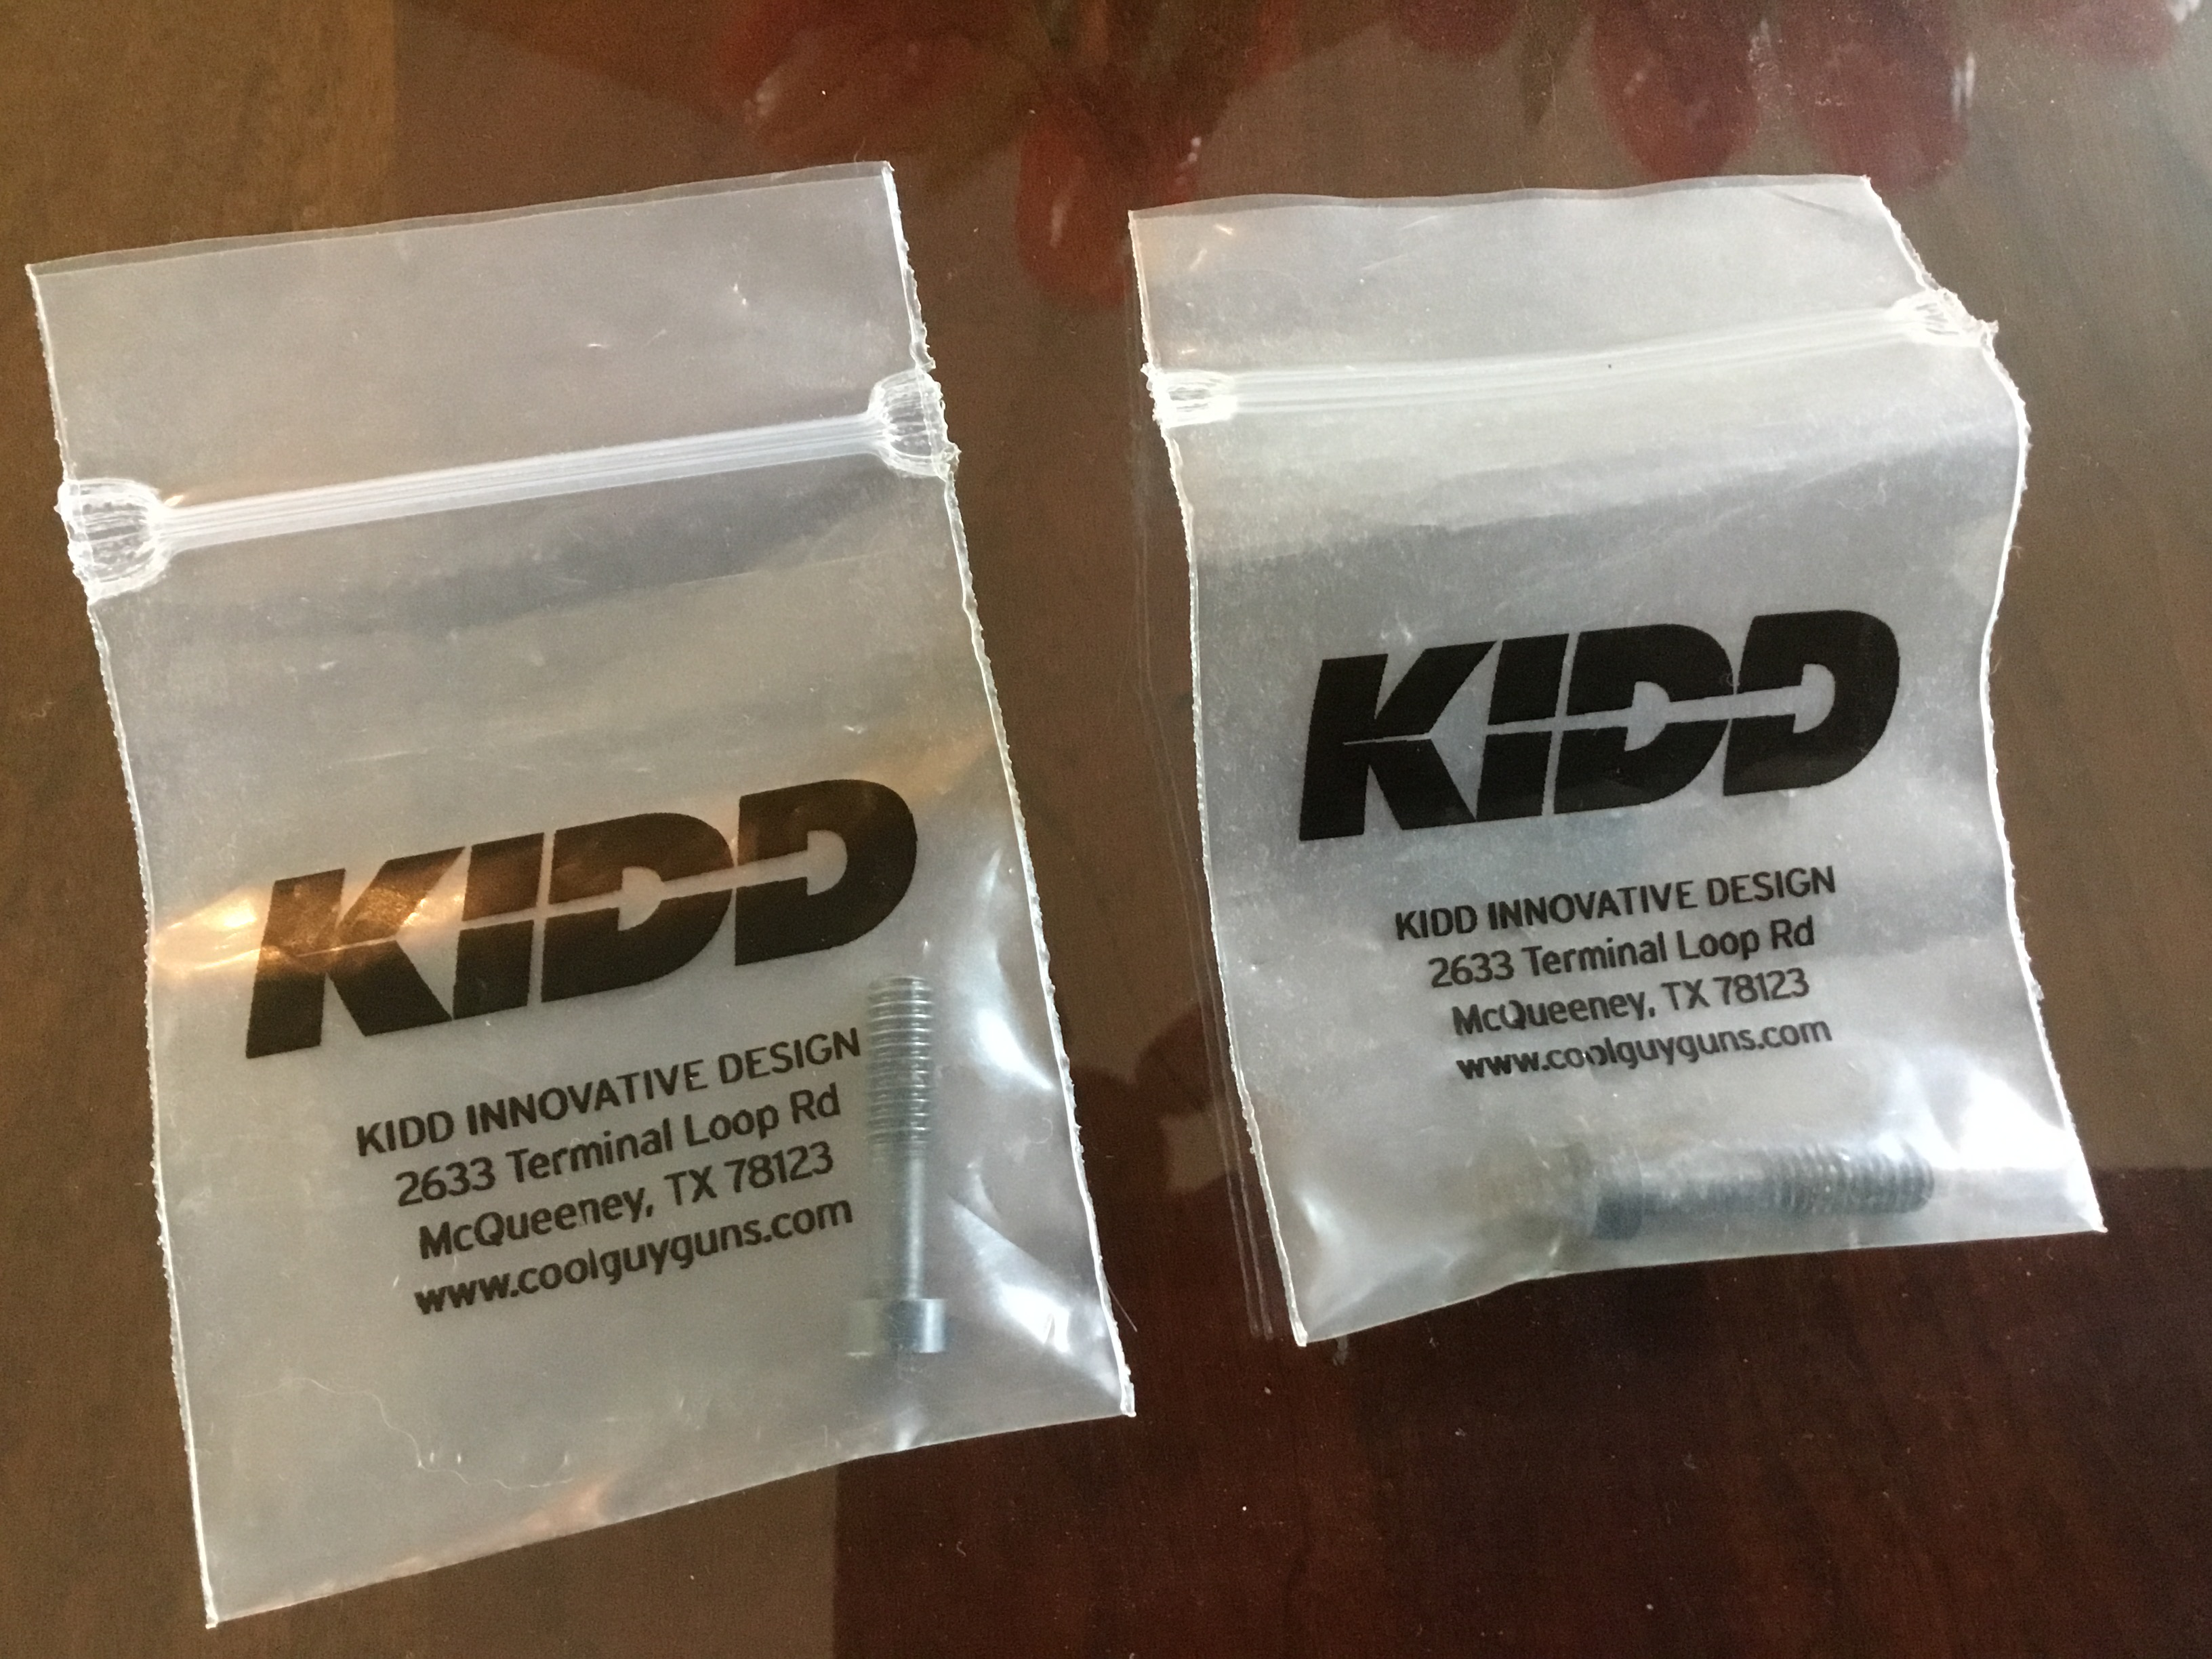 KIDD
KIDD INNOVATIVE DESIGN
2633 Terminal Loop Rd
McQueeney, TX 78123
www.coolguyguns.com
KIDD
KIDD INNOVATIVE DESIGN
2633 Terminal Loop Rd
McQueeney, TX 78123
www.coolguyguns.com